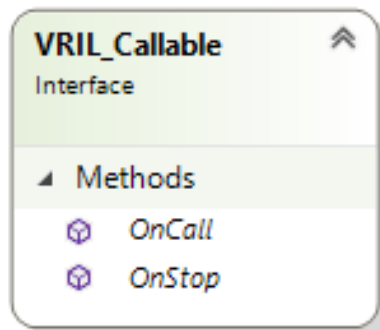 VRIL_Callable
Interface
Methods
OnCall
OnStop